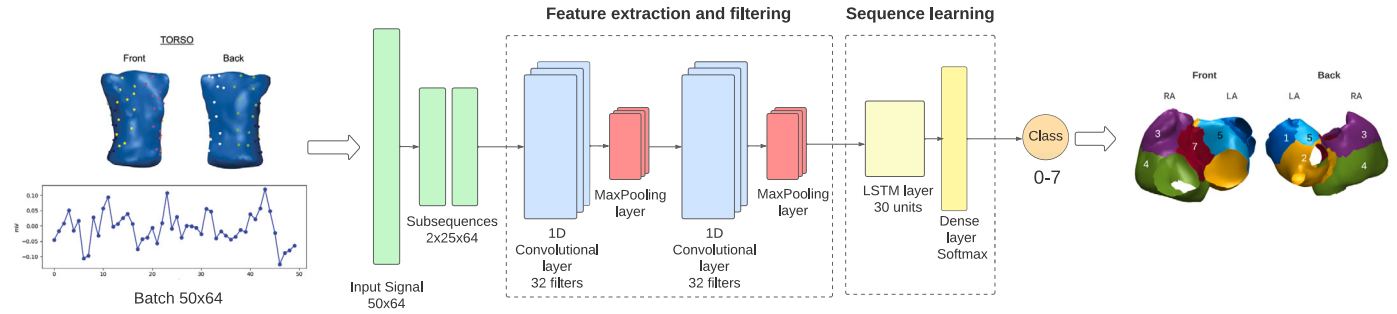 TORSO
Front
Back
mV
0.10
0.05
0.00
−0.05
−0.10
0
10
20
30
40
50
Batch 50x64
Input Signal
50x64
Subsequences
2x25x64
Feature extraction and filtering
1D
Convolutional
layer
32 filters
MaxPooling
layer
1D
Convolutional
layer
32 filters
MaxPooling
layer
Sequence learning
LSTM layer
30 units
Dense
layer
Softmax
Class
0-7
Front
RA
LA
3
5
7
4
Back
LA
RA
1
5
3
2
4